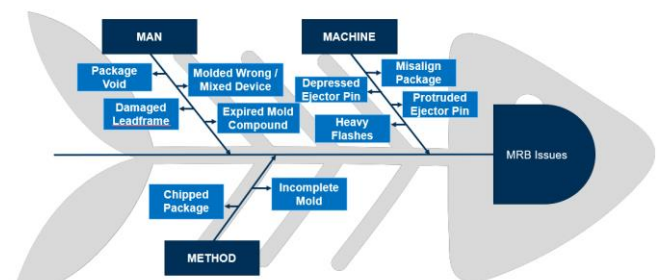 MAN
MACHINE
Package
Void
Molded Wrong /
Mixed Device
Damaged
Leadframe
Expired Mold
Compound
Misalign
Package
Depressed
Ejector Pin
Protruded
Ejector Pin
Heavy
Flashes
MRB Issues
Chipped
Package
Incomplete
Mold
METHOD